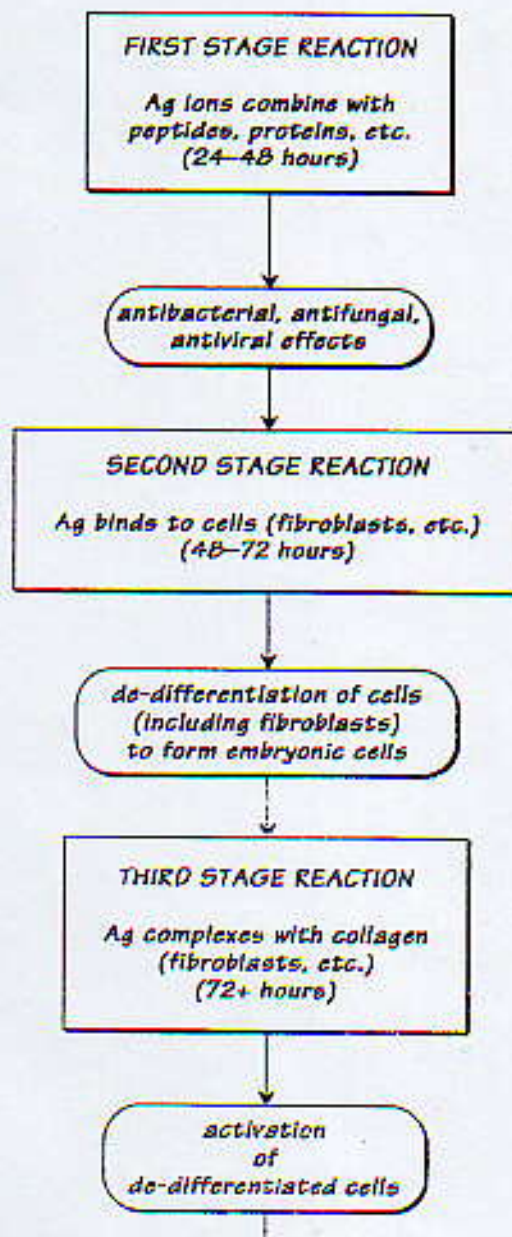 FIRST STAGE REACTION
Ag ions combine with
peptides, proteins, etc.
(24–48 hours)
antibacterial, antifungal,
antiviral effects
SECOND STAGE REACTION
Ag binds to cells (fibroblasts, etc.)
(48–72 hours)
de-differentiation of cells
(including fibroblasts)
to form embryonic cells
THIRD STAGE REACTION
Ag complexes with collagen
(fibroblasts, etc.)
(72+ hours)
activation
of
de-differentiated cells